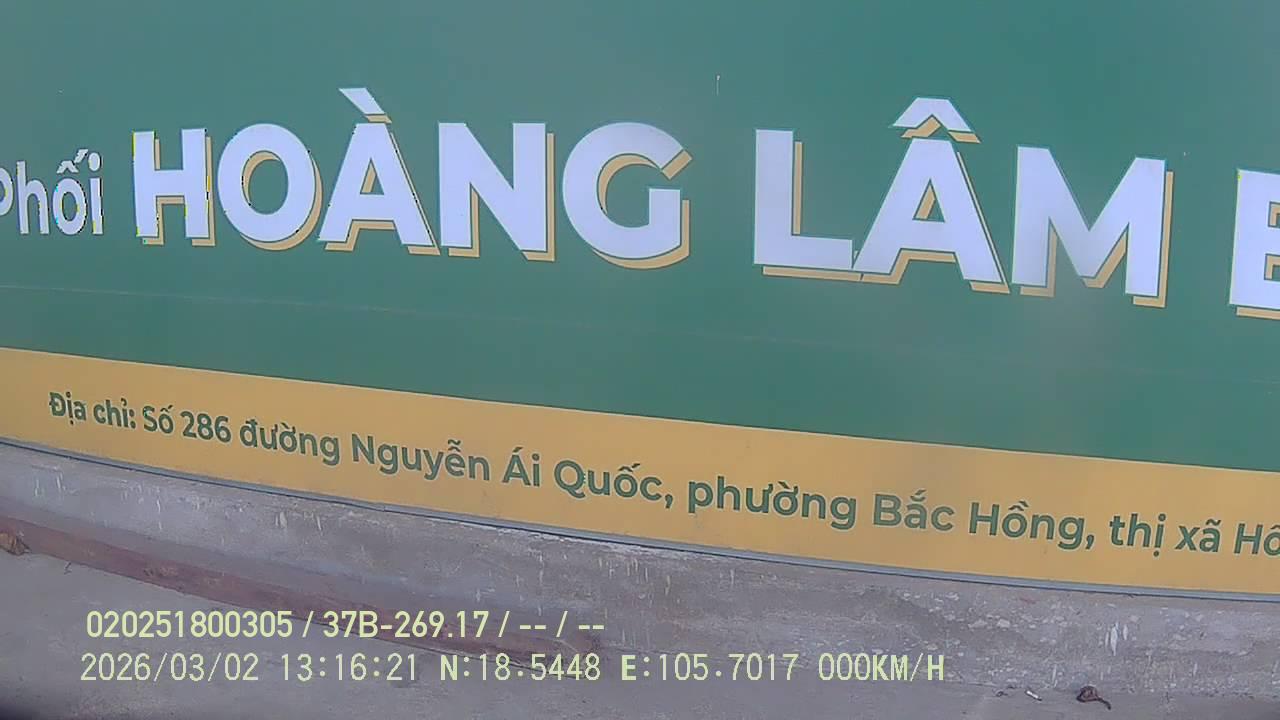 Phối HOÀNG LÂM
Địa chỉ: Số 286 đường Nguyễn Ái Quốc, phường Bắc Hồng, thị xã Hồ
020251800305 / 37B-269.17 / -- / --
2026/03/02 13:16:21 N:18.5448 E:105.7017 000KM/H